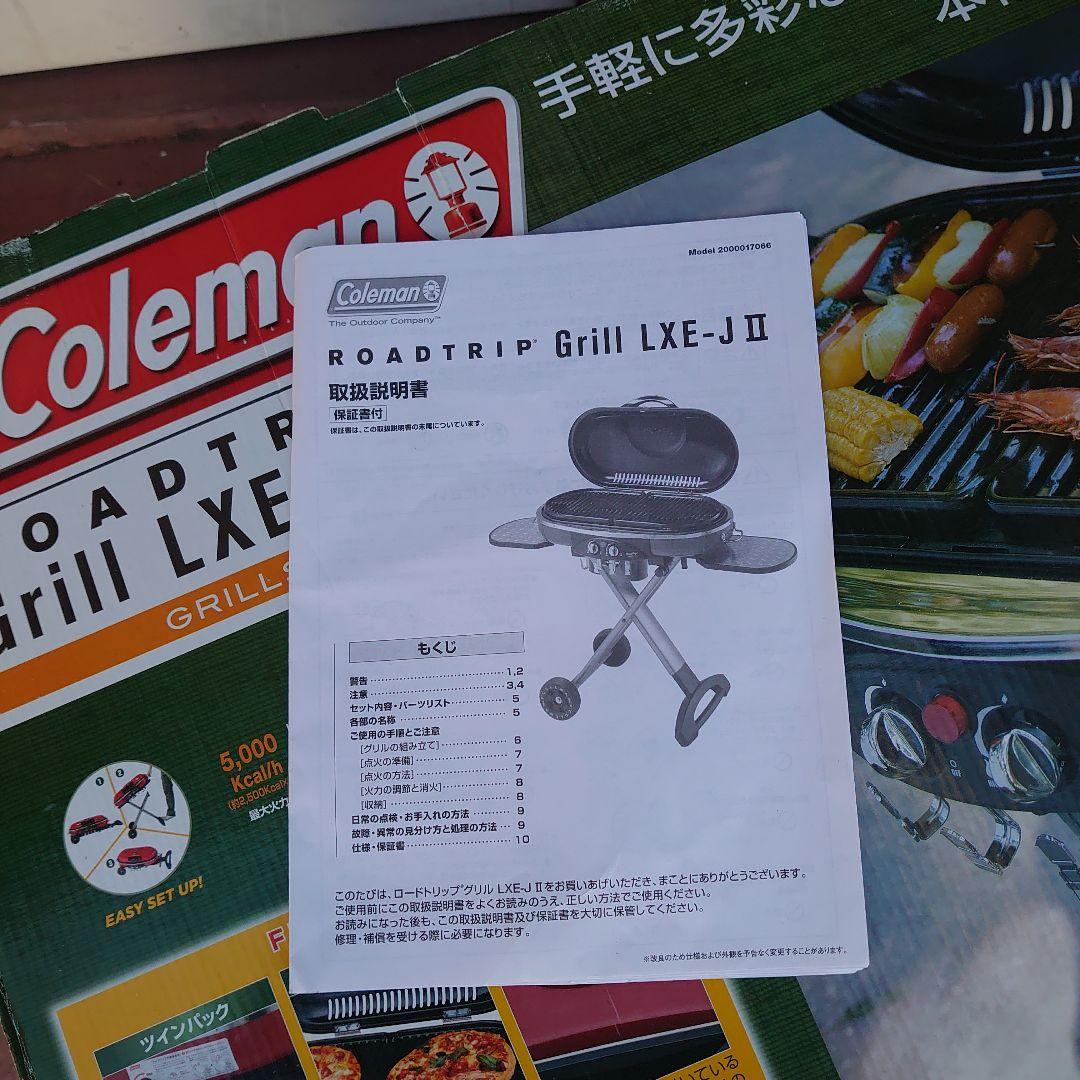 手軽に多彩な
本
Coleman
ROADTR
Grill LXE
GRILLS
5,000
Kcal/h
最大火力
EASY SET UP!
ツインパック
Model 2000017066
Coleman
The Outdoor Company™
ROADTRIP® Grill LXE-J II
取扱説明書
保証書付
保証書は、この取扱説明書の末尾についています。
もくじ
警告 1,2
注意 3,4
セット内容・パーツリスト 5
各部の名称 5
ご使用の手順とご注意
[グリルの組み立て] 6
[点火の準備] 7
[点火の方法] 7
[火力の調節と消火] 8
[収納] 8
日常の点検・お手入れの方法 9
故障・異常の見分け方と処理の方法 9
仕様・保証書 10
このたびは、ロードトリップ®グリル LXE-J IIをお買いあげいただき、まことにありがとうございます。
ご使用前にこの取扱説明書をよくお読みのうえ、正しい方法でご使用ください。
お読みになった後も、この取扱説明書及び保証書を大切に保管してください。
修理・補償を受ける際に必要になります。
※改良のため仕様および外観を予告なく変更することがあります。